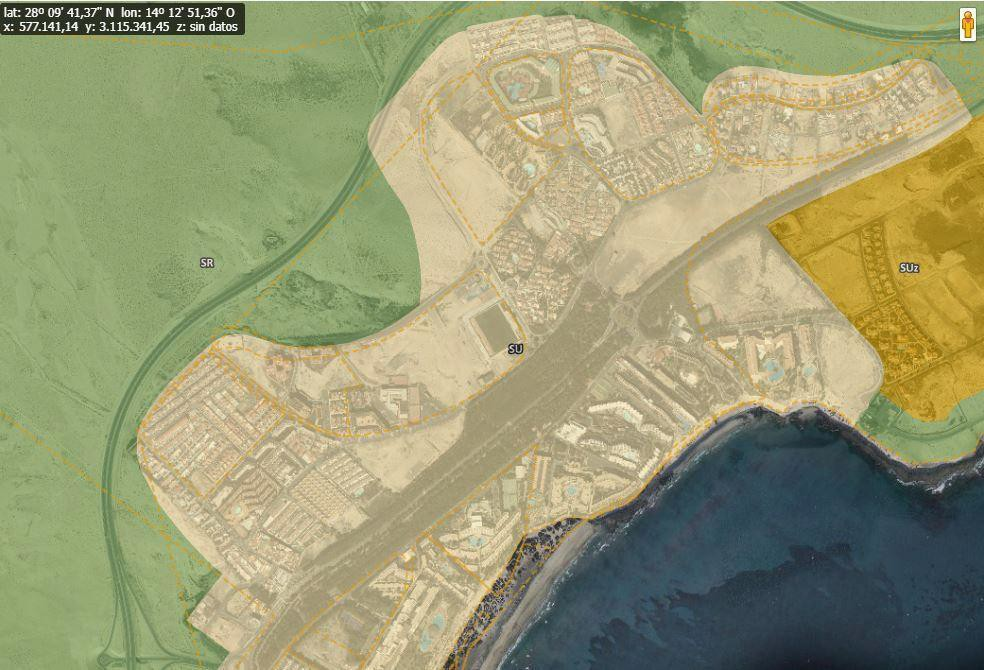 lat: 28º 09' 41,37'' N  lon: 14º 12' 51,36'' O
x: 577.141,14  y: 3.115.341,45  z: sin datos
SR
SUz
SU